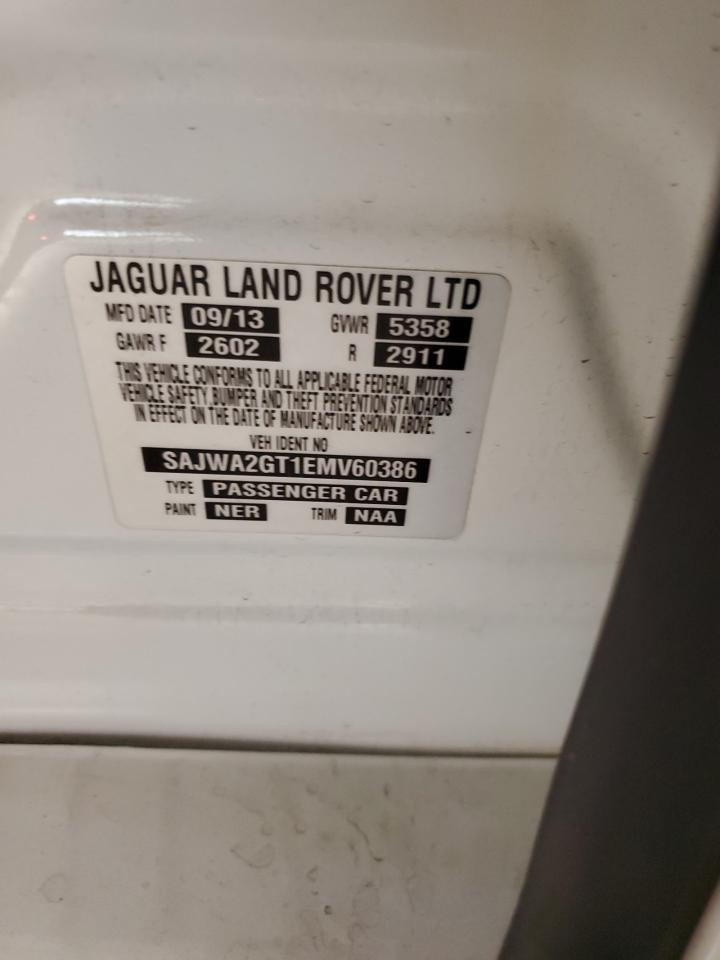 JAGUAR LAND ROVER LTD
MFD DATE 09/13 GVWR 5358
GAWR F 2602 R 2911
THIS VEHICLE CONFORMS TO ALL APPLICABLE FEDERAL MOTOR
VEHICLE SAFETY, BUMPER AND THEFT PREVENTION STANDARDS
IN EFFECT ON THE DATE OF MANUFACTURE SHOWN ABOVE.
VEH IDENT NO
SAJWA2GT1EMV60386
TYPE PASSENGER CAR
PAINT NER TRIM NAA